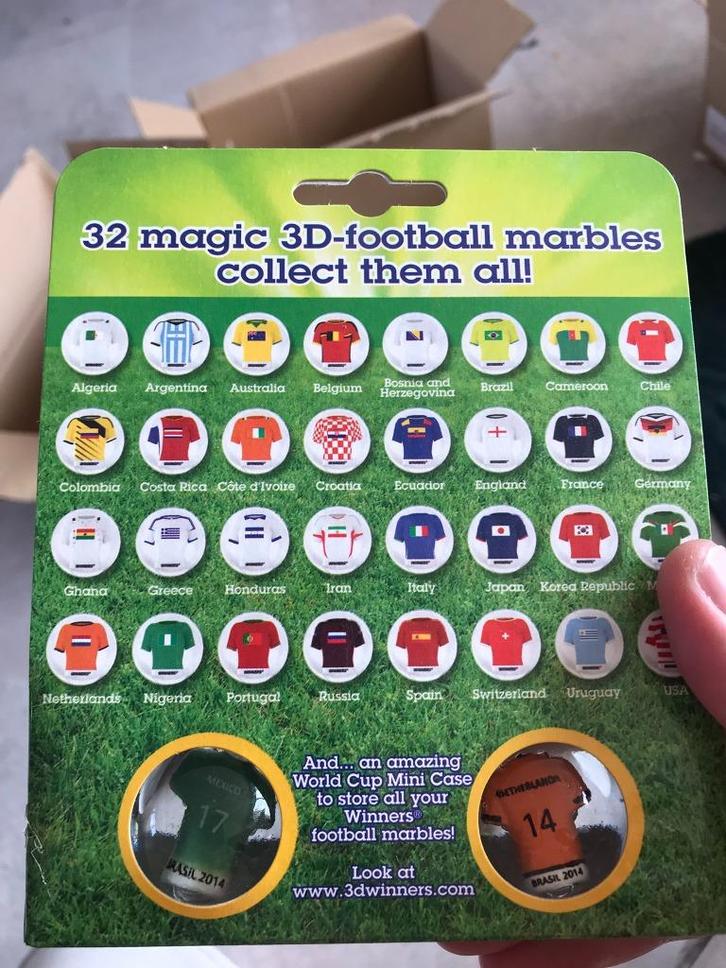 32 magic 3D-football marbles
collect them all!
Algeria Argentina Australia Belgium Bosnia and Herzegovina Brazil Cameroon Chile
Colombia Costa Rica Côte d'Ivoire Croatia Ecuador England France Germany
Ghana Greece Honduras Iran Italy Japan Korea Republic M
Netherlands Nigeria Portugal Russia Spain Switzerland Uruguay USA
And... an amazing
World Cup Mini Case
to store all your
Winners®
football marbles!
Look at
www.3dwinners.com
MEXICO
17
BRASIL 2014
NETHERLANDS
14
BRASIL 2014